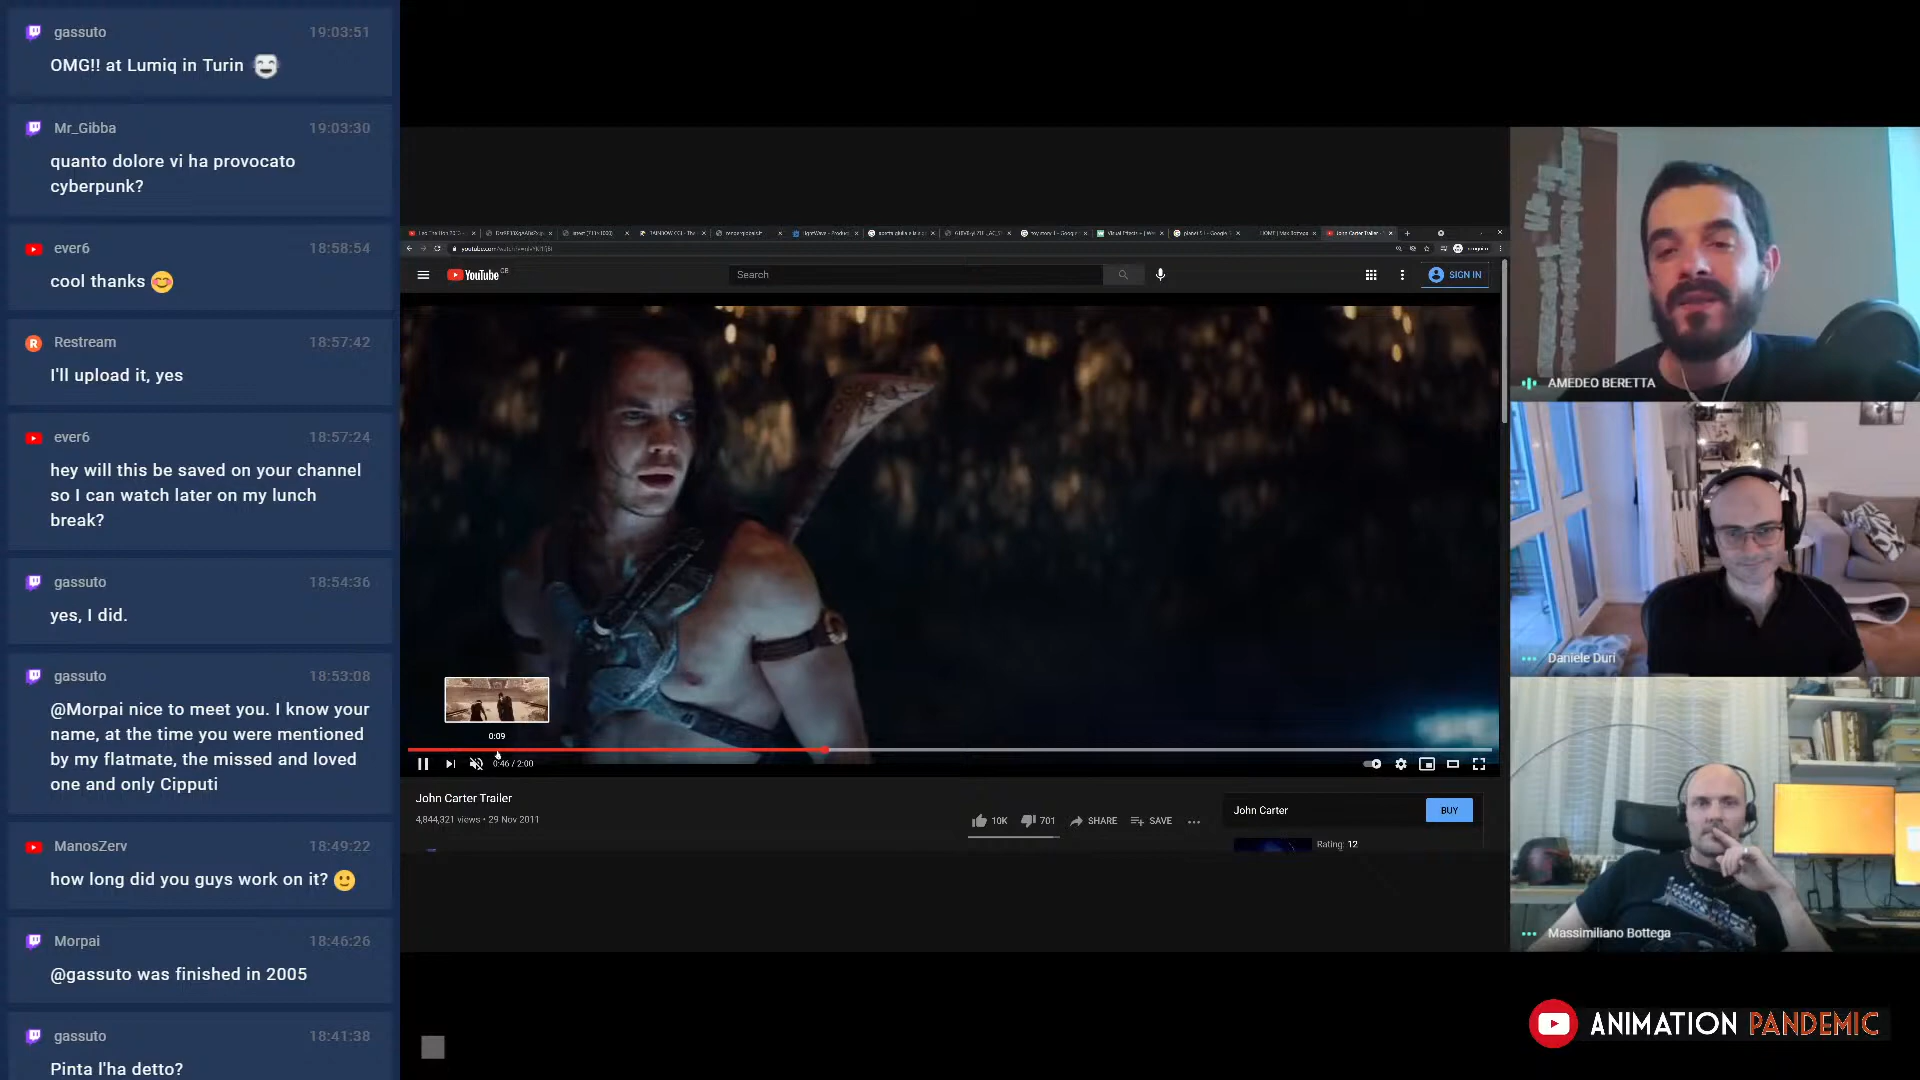 gassuto 19:03:51
OMG!! at Lumiq in Turin
Mr_Gibba 19:03:30
quanto dolore vi ha provocato
cyberpunk?
ever6 18:58:54
cool thanks
Restream 18:57:42
I'll upload it, yes
ever6 18:57:24
hey will this be saved on your channel
so I can watch later on my lunch
break?
gassuto 18:54:36
yes, I did.
gassuto 18:53:08
@Morpai nice to meet you. I know your
name, at the time you were mentioned
by my flatmate, the missed and loved
one and only Cipputi
ManosZerv 18:49:22
how long did you guys work on it?
Morpai 18:46:26
@gassuto was finished in 2005
gassuto 18:41:38
Pinta l'ha detto?
John Carter Trailer -
YouTube GB
Search
SIGN IN
0:09
0:46 / 2:00
John Carter Trailer
4,844,321 views • 29 Nov 2011
10K 701 SHARE SAVE
John Carter
BUY
Rating: 12
AMEDEO BERETTA
Daniele Duri
Massimiliano Bottega
ANIMATION PANDEMIC